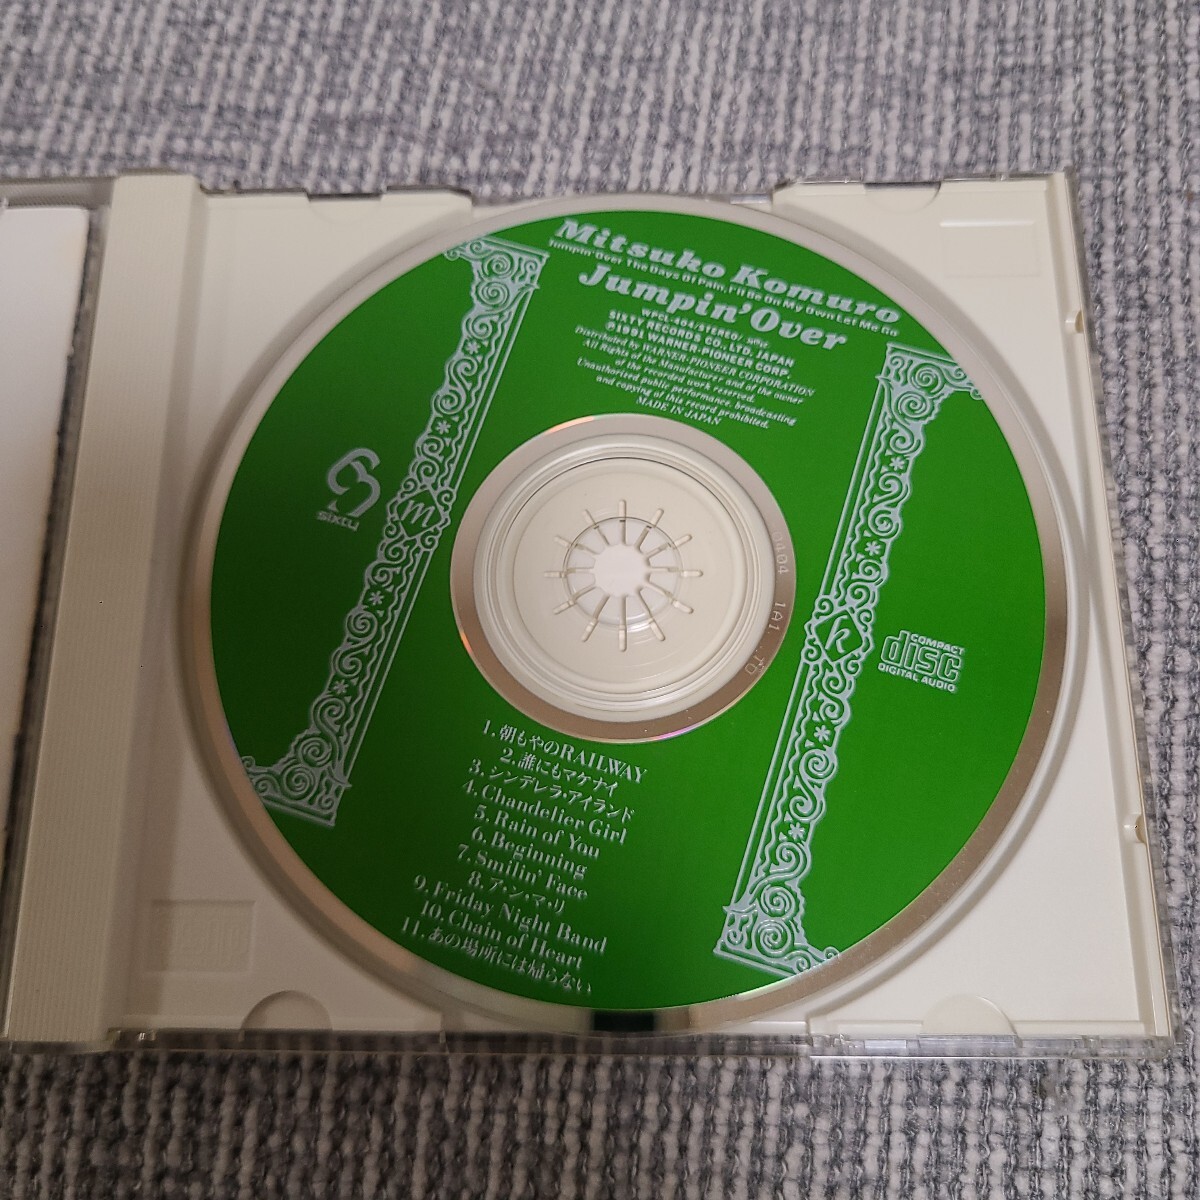 Mitsuko Komuro
Jumpin' Over The Days Of Pain, I'll Be On My Own Let Me Go
Jumpin' Over
WPCL-404/STEREO/
SIXTY RECORDS CO., LTD. JAPAN
℗1991 WARNER-PIONEER CORP.
Distributed by WARNER-PIONEER CORPORATION
All Rights of the Manufacturer and of the owner
of the recorded work reserved.
Unauthorized public performance, broadcasting
and copying of this record prohibited.
MADE IN JAPAN
sixty
m
k
COMPACT
disc
DIGITAL AUDIO
1A1 TO
1. 朝もやのRAILWAY
2. 誰にもマケナイ
3. シンデレラ・アイランド
4. Chandelier Girl
5. Rain of You
6. Beginning
7. Smilin' Face
8. ア・ン・マ・リ
9. Friday Night Band
10. Chain of Heart
11. あの場所には帰らない